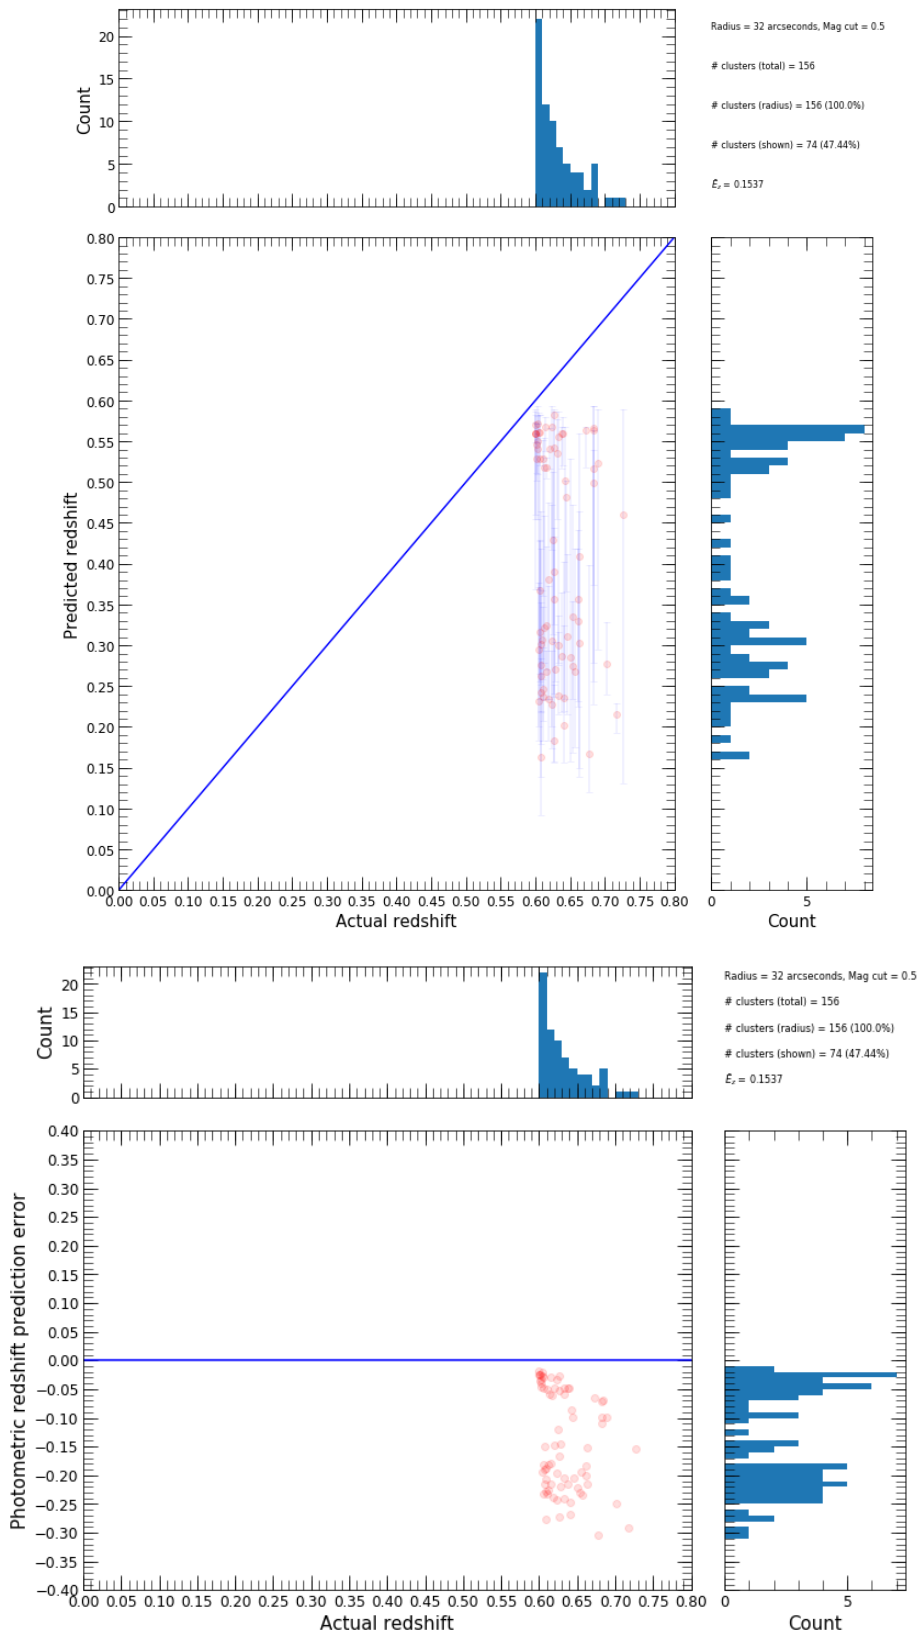 Radius = 32 arcseconds, Mag cut = 0.5
# clusters (total) = 156
# clusters (radius) = 156 (100.0%)
# clusters (shown) = 74 (47.44%)
Ēz = 0.1537
Count
20
15
10
5
0
Predicted redshift
0.80
0.75
0.70
0.65
0.60
0.55
0.50
0.45
0.40
0.35
0.30
0.25
0.20
0.15
0.10
0.05
0.00
0.00 0.05 0.10 0.15 0.20 0.25 0.30 0.35 0.40 0.45 0.50 0.55 0.60 0.65 0.70 0.75 0.80
Actual redshift
0 5
Count
Radius = 32 arcseconds, Mag cut = 0.5
# clusters (total) = 156
# clusters (radius) = 156 (100.0%)
# clusters (shown) = 74 (47.44%)
Ēz = 0.1537
Count
20
15
10
5
0
Photometric redshift prediction error
0.40
0.35
0.30
0.25
0.20
0.15
0.10
0.05
0.00
−0.05
−0.10
−0.15
−0.20
−0.25
−0.30
−0.35
−0.40
0.00 0.05 0.10 0.15 0.20 0.25 0.30 0.35 0.40 0.45 0.50 0.55 0.60 0.65 0.70 0.75 0.80
Actual redshift
0 5
Count